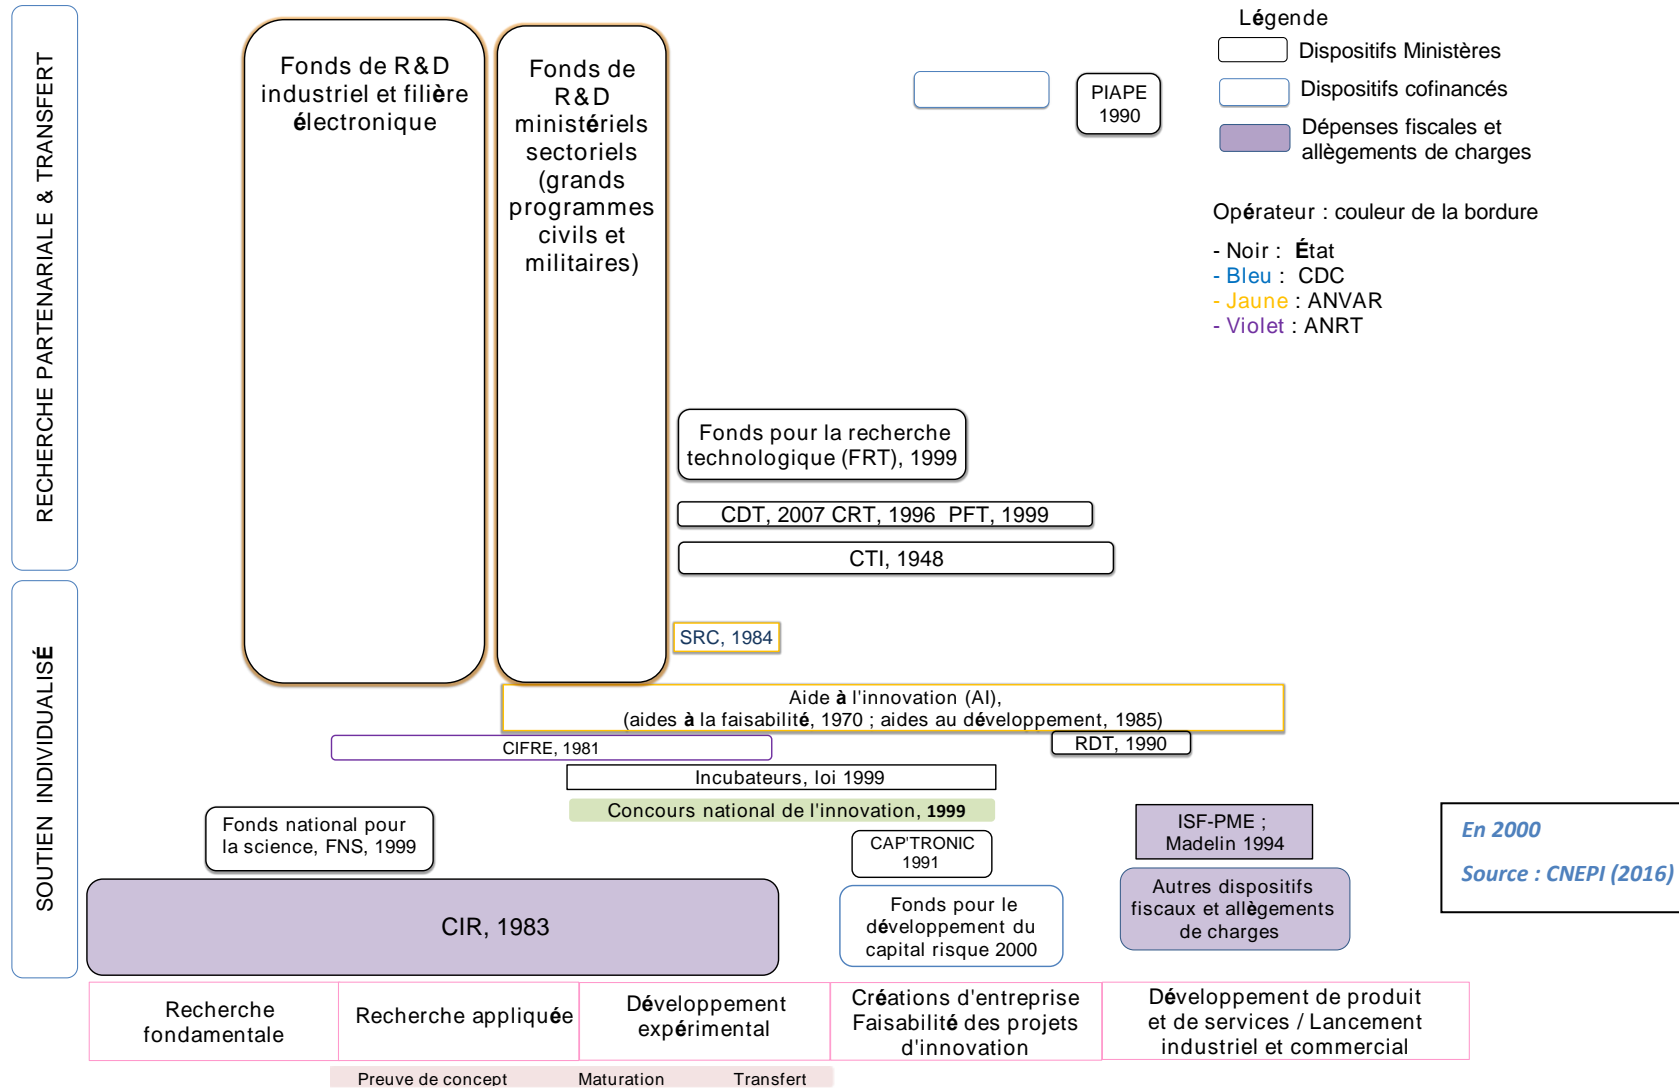 RECHERCHE PARTENARIALE & TRANSFERT
SOUTIEN INDIVIDUALISÉ
Fonds de R&D
industriel et filière
électronique
Fonds de
R&D
ministériels
sectoriels
(grands
programmes
civils et
militaires)
PIAPE
1990
Légende
Dispositifs Ministères
Dispositifs cofinancés
Dépenses fiscales et
allègements de charges
Opérateur : couleur de la bordure
- Noir : État
- Bleu : CDC
- Jaune : ANVAR
- Violet : ANRT
Fonds pour la recherche
technologique (FRT), 1999
CDT, 2007 CRT, 1996 PFT, 1999
CTI, 1948
SRC, 1984
Aide à l'innovation (AI),
(aides à la faisabilité, 1970 ; aides au développement, 1985)
CIFRE, 1981
RDT, 1990
Incubateurs, loi 1999
Concours national de l'innovation, 1999
Fonds national pour
la science, FNS, 1999
CAP'TRONIC
1991
ISF-PME ;
Madelin 1994
CIR, 1983
Fonds pour le
développement du
capital risque 2000
Autres dispositifs
fiscaux et allègements
de charges
En 2000
Source : CNEPI (2016)
Recherche
fondamentale
Recherche appliquée
Développement
expérimental
Créations d'entreprise
Faisabilité des projets
d'innovation
Développement de produit
et de services / Lancement
industriel et commercial
Preuve de concept Maturation Transfert